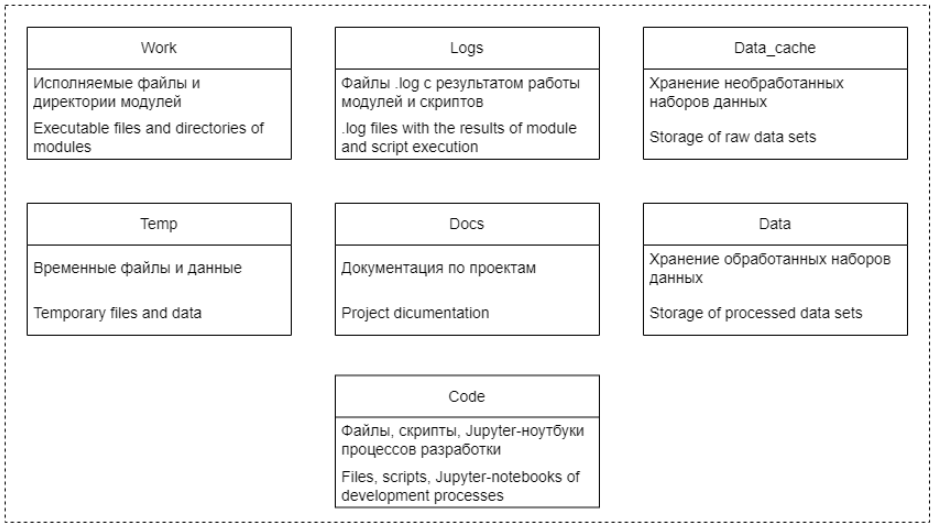 Work
Исполняемые файлы и
директории модулей
Executable files and directories of
modules
Logs
Файлы .log с результатом работы
модулей и скриптов
.log files with the results of module
and script execution
Data_cache
Хранение необработанных
наборов данных
Storage of raw data sets
Temp
Временные файлы и данные
Temporary files and data
Docs
Документация по проектам
Project dicumentation
Data
Хранение обработанных наборов
данных
Storage of processed data sets
Code
Файлы, скрипты, Jupyter-ноутбуки
процессов разработки
Files, scripts, Jupyter-notebooks of
development processes